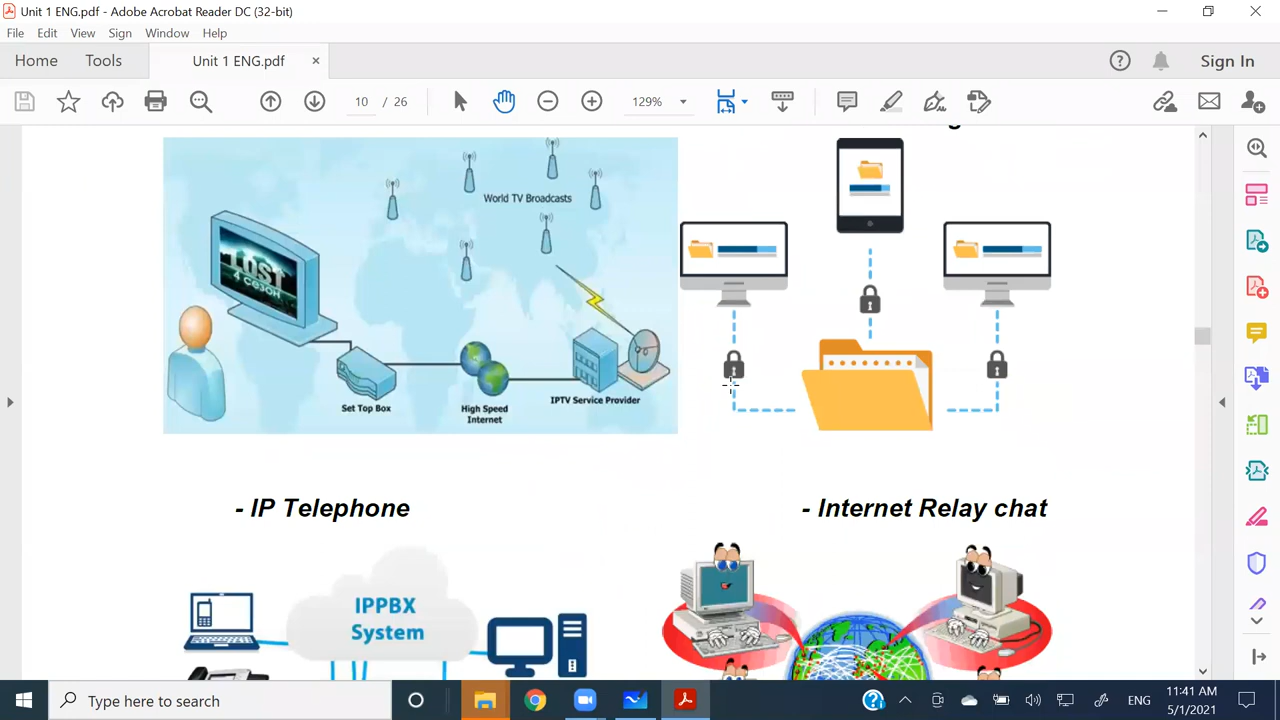 Unit 1 ENG.pdf - Adobe Acrobat Reader DC (32-bit)
File Edit View Sign Window Help
Home Tools Unit 1 ENG.pdf × Sign In
10 / 26 129%
World TV Broadcasts
LOST
4 сезон
Set Top Box
High Speed
Internet
IPTV Service Provider
- IP Telephone
- Internet Relay chat
IPPBX
System
Type here to search
ENG
11:41 AM
5/1/2021